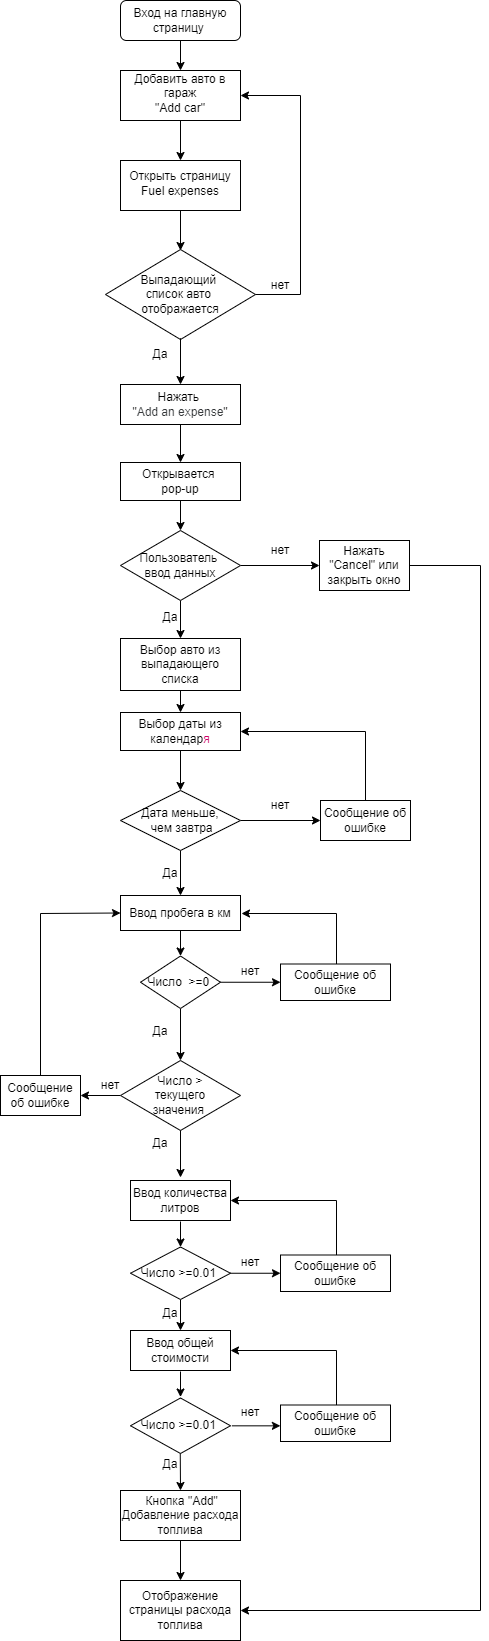 Вход на главную
страницу
Добавить авто в
гараж
"Add car"
Открыть страницу
Fuel expenses
Выпадающий
список авто
отображается
нет
Да
Нажать
"Add an expense"
Открывается
pop-up
Пользователь
ввод данных
нет
Нажать
"Cancel" или
закрыть окно
Да
Выбор авто из
выпадающего
списка
Выбор даты из
календаря
Дата меньше,
чем завтра
нет
Сообщение об
ошибке
Да
Ввод пробега в км
Число >=0
нет
Сообщение об
ошибке
Да
Число >
текущего
значения
нет
Сообщение
об ошибке
Да
Ввод количества
литров
Число >=0.01
нет
Сообщение об
ошибке
Да
Ввод общей
стоимости
Число >=0.01
нет
Сообщение об
ошибке
Да
Кнопка "Add"
Добавление расхода
топлива
Отображение
страницы расхода
топлива